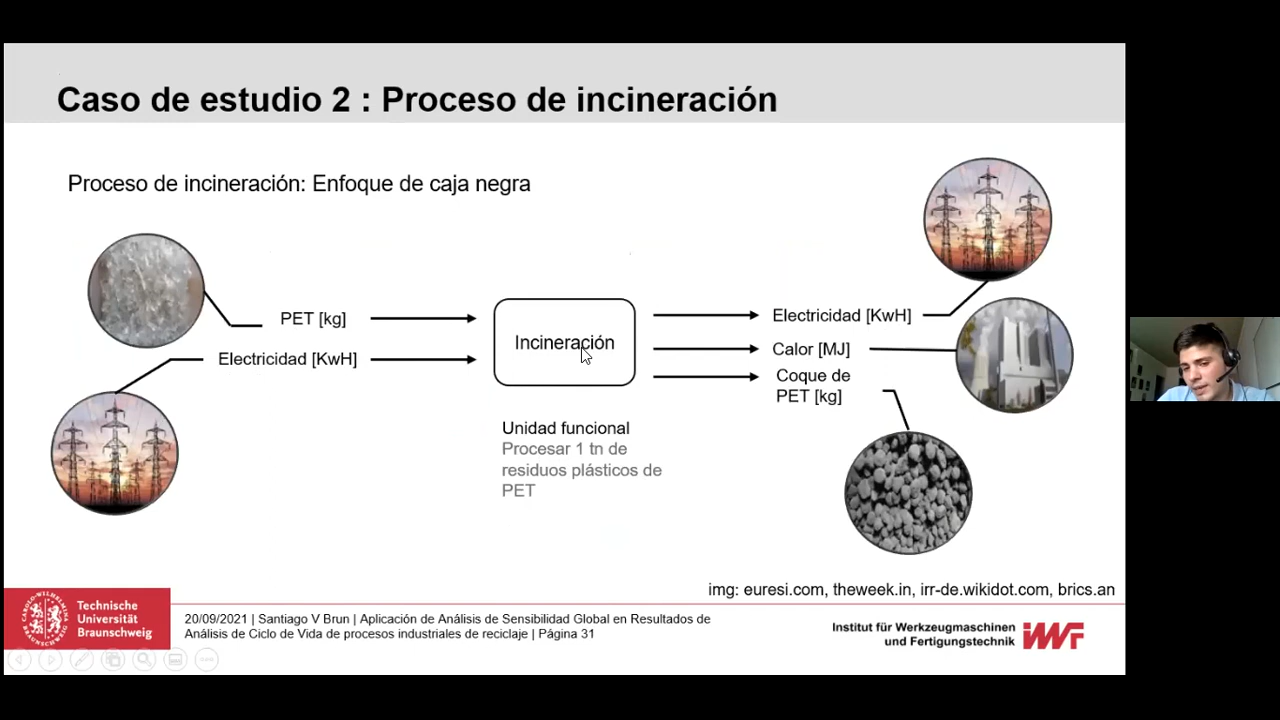 Caso de estudio 2 : Proceso de incineración
Proceso de incineración: Enfoque de caja negra
PET [kg]
Electricidad [KwH]
Incineración
Electricidad [KwH]
Calor [MJ]
Coque de
PET [kg]
Unidad funcional
Procesar 1 tn de
residuos plásticos de
PET
img: euresi.com, theweek.in, irr-de.wikidot.com, brics.an
Technische
Universität
Braunschweig
20/09/2021 | Santiago V Brun | Aplicación de Análisis de Sensibilidad Global en Resultados de
Análisis de Ciclo de Vida de procesos industriales de reciclaje | Página 31
Institut für Werkzeugmaschinen
und Fertigungstechnik
iWF